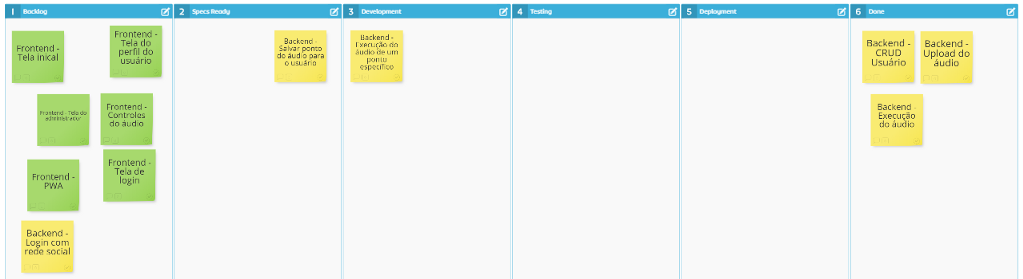 1 Backlog
2 Specs Ready
3 Development
4 Testing
5 Deployment
6 Done
Frontend -
Tela inical
Frontend -
Tela do
perfil do
usuário
Frontend - Tela do
administrador
Frontend -
Controles
do áudio
Frontend -
PWA
Frontend -
Tela de
login
Backend -
Login com
rede social
Backend -
Salvar ponto
do áudio para
o usuário
Backend -
Execução do
áudio de um
ponto
específico
Backend -
CRUD
Usuário
Backend -
Upload do
áudio
Backend -
Execução
do áudio